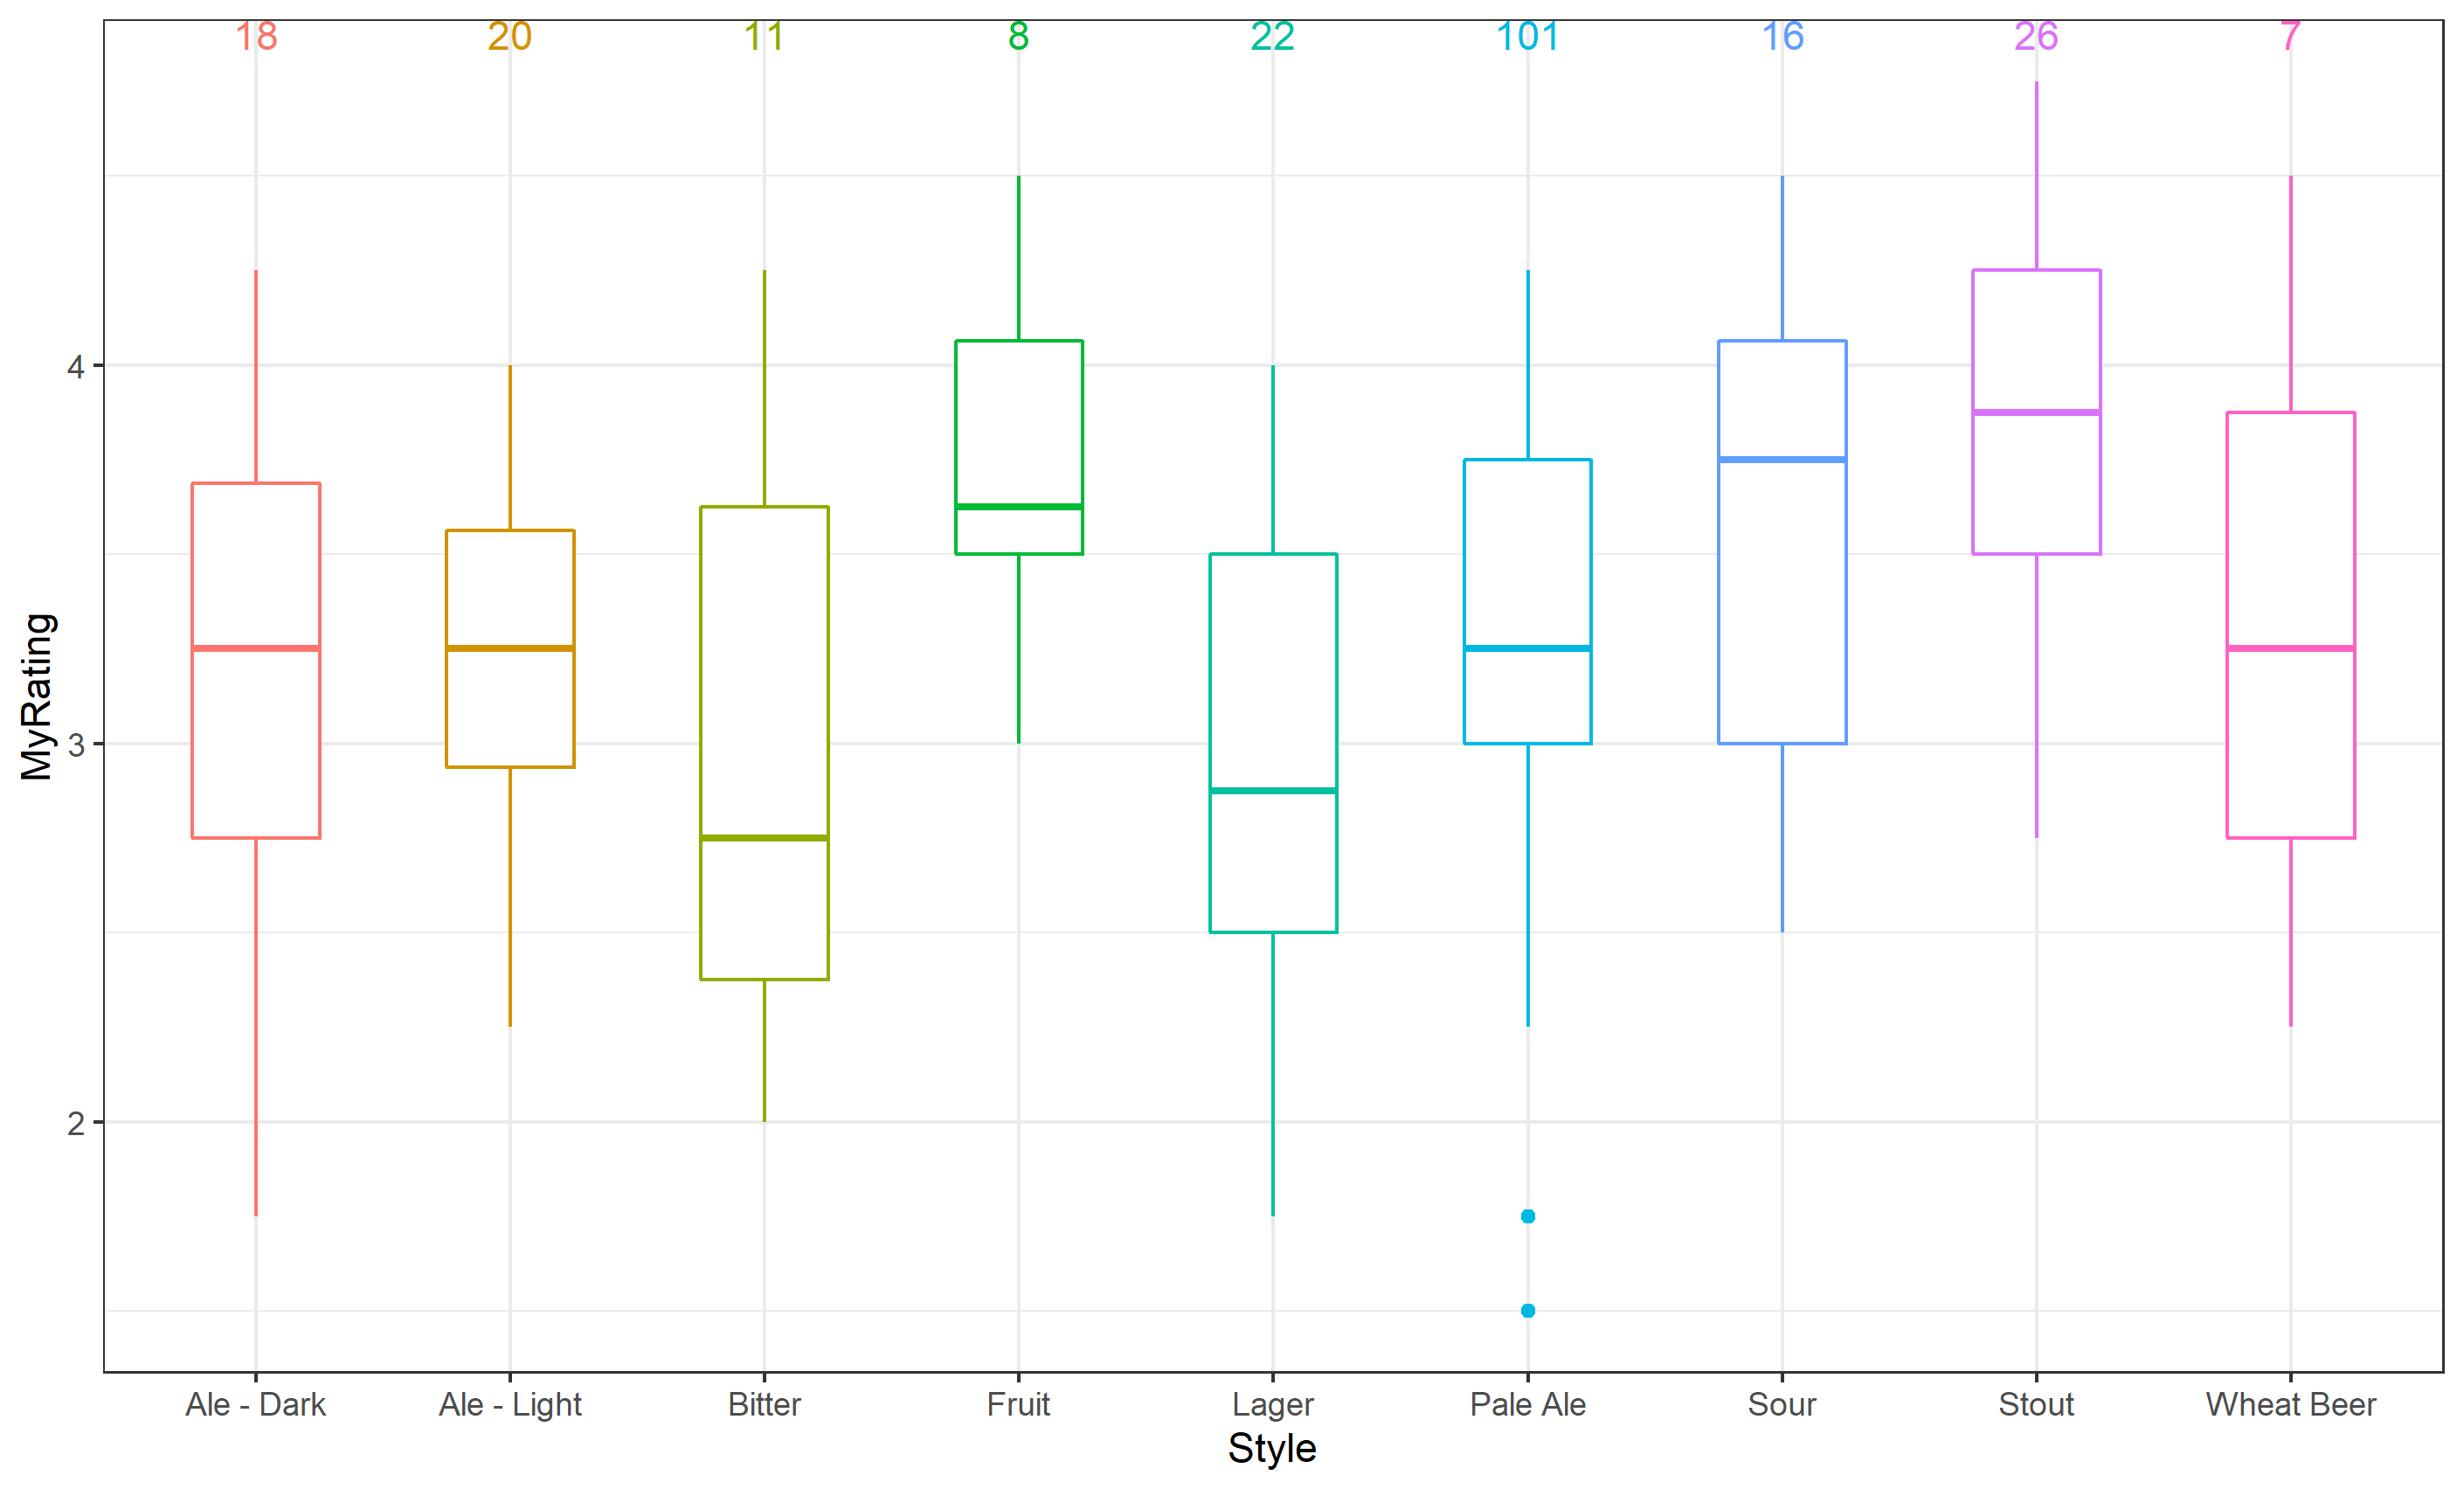 18 20 11 8 22 101 16 26 7
4
3
2
MyRating
Ale - Dark Ale - Light Bitter Fruit Lager Pale Ale Sour Stout Wheat Beer
Style